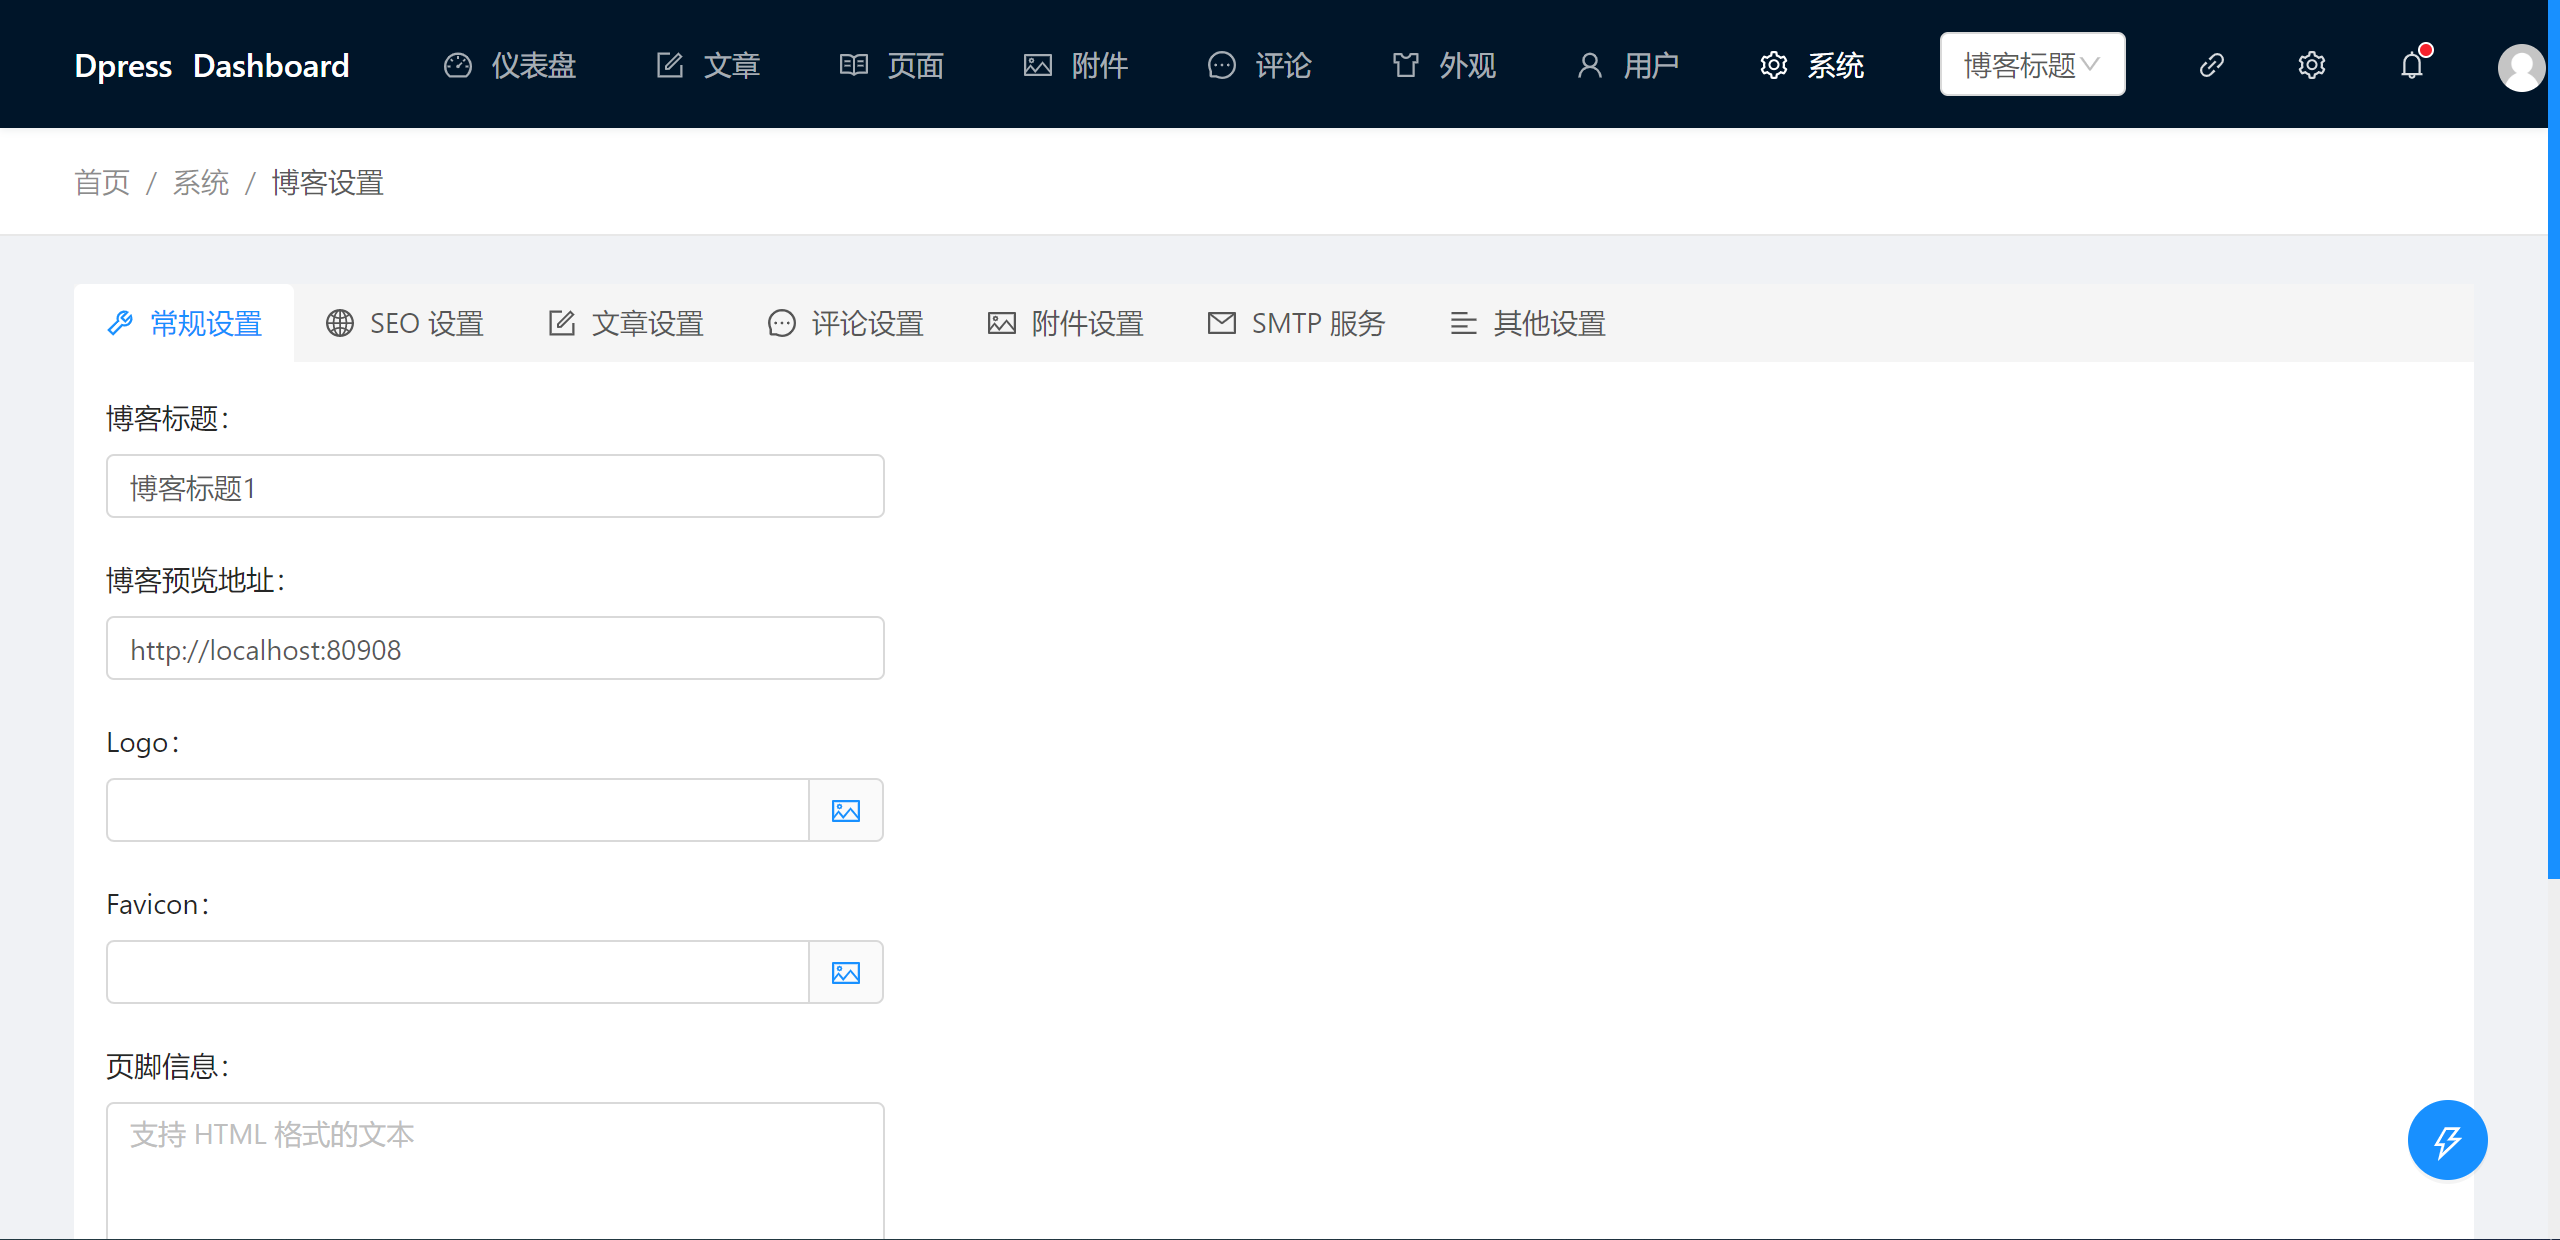 Dpress Dashboard 仪表盘 文章 页面 附件 评论 外观 用户 系统 博客标题
首页 / 系统 / 博客设置
常规设置 SEO 设置 文章设置 评论设置 附件设置 SMTP 服务 其他设置
博客标题：
博客标题1
博客预览地址：
http://localhost:80908
Logo：
Favicon：
页脚信息：
支持 HTML 格式的文本